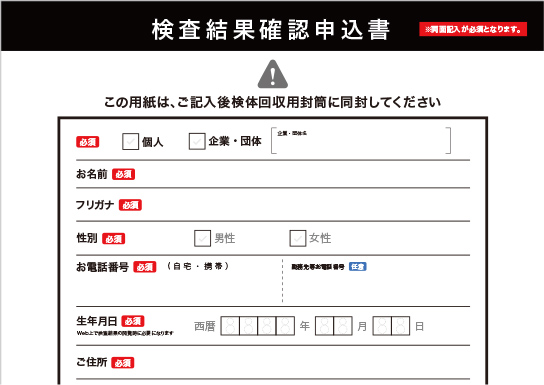 検査結果確認申込書
※両面記入が必須となります。
この用紙は、ご記入後検体回収用封筒に同封してください
必須 個人 企業・団体 企業・団体名
お名前 必須
フリガナ 必須
性別 必須 男性 女性
お電話番号 必須 (自宅・携帯) 勤務先等お電話番号 任意
生年月日 必須 西暦 8888 年 88 月 88 日
Web上で検査結果の閲覧時に必要になります
ご住所 必須